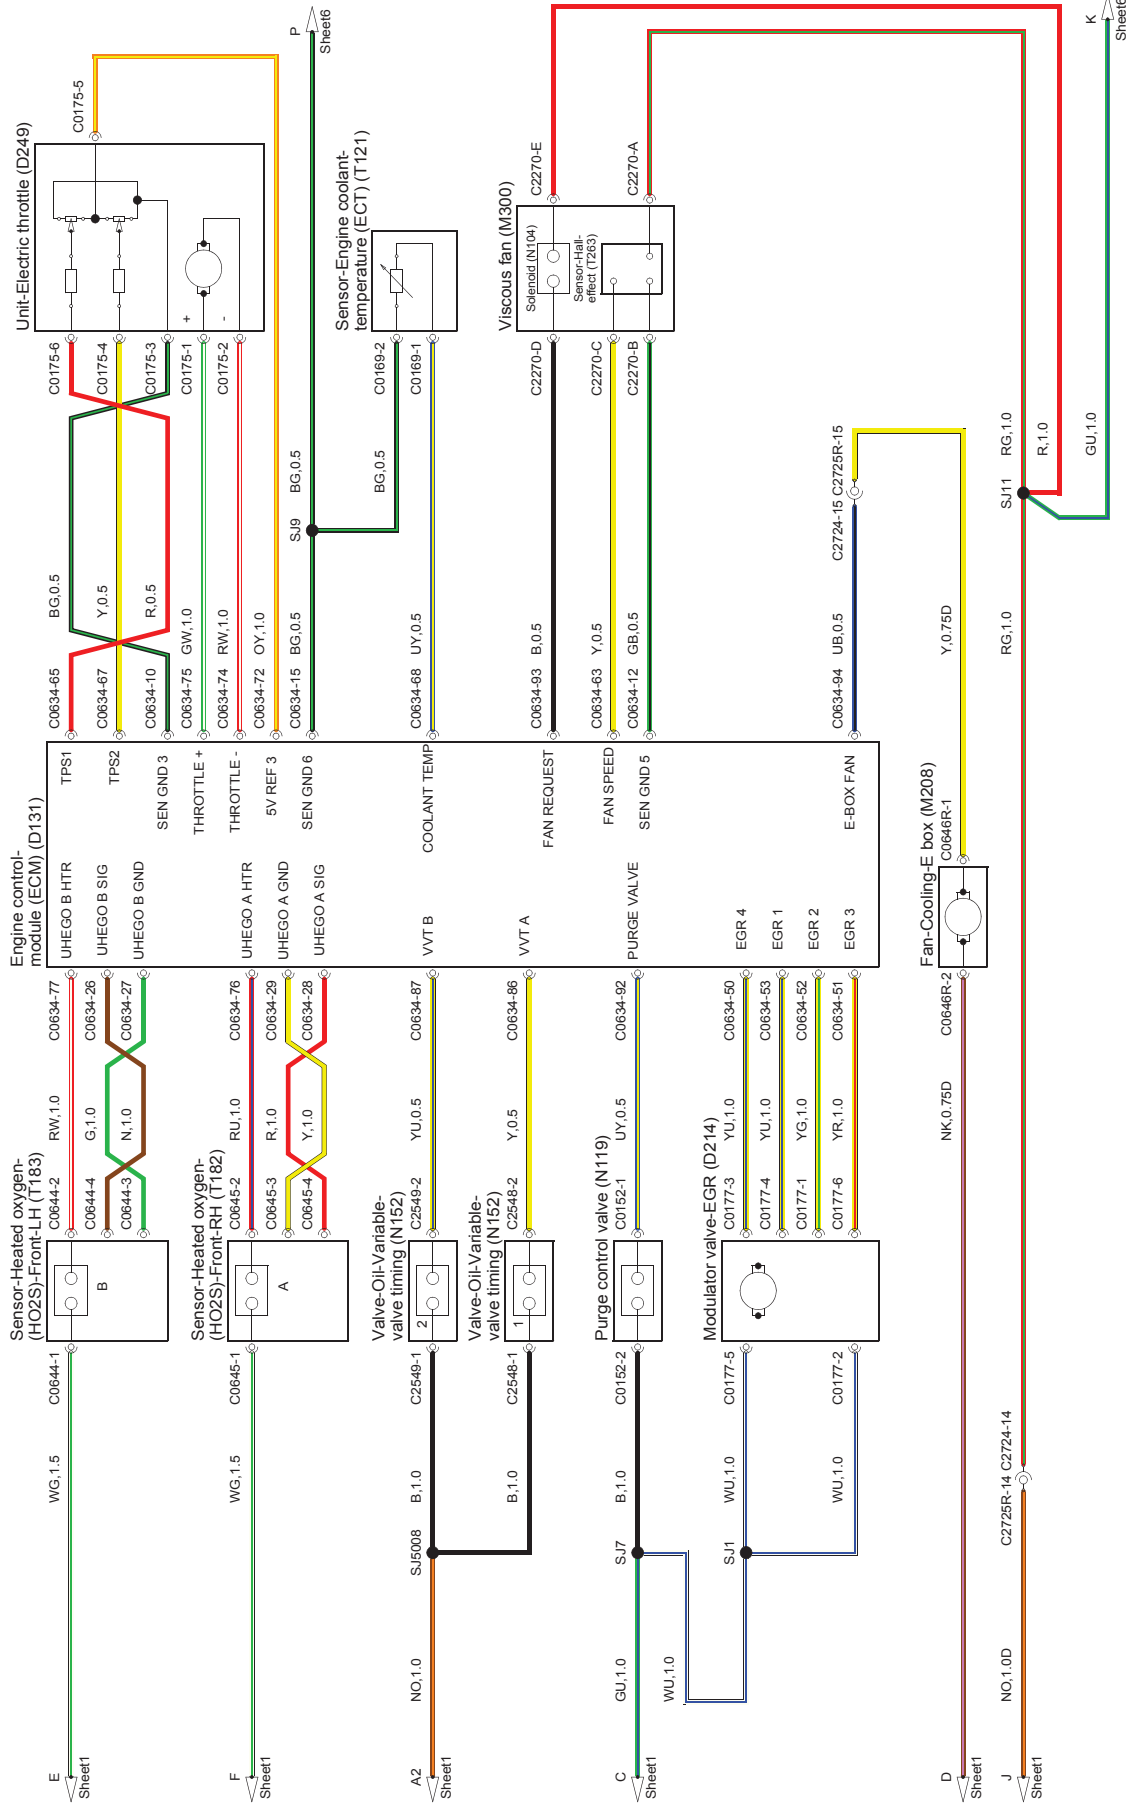 P
Sheet6
K
Sheet6
C0175-5
Unit-Electric throttle (D249)
+
-
C0175-6
C0175-4
C0175-3
C0175-1
C0175-2
Sensor-Engine coolant-
temperature (ECT) (T121)
C0169-2
C0169-1
C2270-E
C2270-A
Viscous fan (M300)
Solenoid (N104)
Sensor-Hall-
effect (T263)
C2270-D
C2270-C
C2270-B
BG,0.5
Y,0.5
R,0.5
GW,1.0
RW,1.0
OY,1.0
BG,0.5
SJ9
BG,0.5
BG,0.5
UY,0.5
B,0.5
Y,0.5
GB,0.5
C2724-15
C2725R-15
UB,0.5
Y,0.75D
SJ11
RG,1.0
R,1.0
GU,1.0
RG,1.0
C0634-65
C0634-67
C0634-10
C0634-75
C0634-74
C0634-72
C0634-15
C0634-68
C0634-93
C0634-63
C0634-12
C0634-94
Engine control-
module (ECM) (D131)
TPS1
TPS2
SEN GND 3
THROTTLE +
THROTTLE -
5V REF 3
SEN GND 6
COOLANT TEMP
FAN REQUEST
FAN SPEED
SEN GND 5
E-BOX FAN
UHEGO B HTR
UHEGO B SIG
UHEGO B GND
UHEGO A HTR
UHEGO A GND
UHEGO A SIG
VVT B
VVT A
PURGE VALVE
EGR 4
EGR 1
EGR 2
EGR 3
Fan-Cooling-E box (M208)
C0646R-1
C0646R-2
C0634-77
C0634-26
C0634-27
C0634-76
C0634-29
C0634-28
C0634-87
C0634-86
C0634-92
C0634-50
C0634-53
C0634-52
C0634-51
RW,1.0
G,1.0
N,1.0
RU,1.0
R,1.0
Y,1.0
YU,0.5
Y,0.5
UY,0.5
YU,1.0
YU,1.0
YG,1.0
YR,1.0
NK,0.75D
C0644-2
C0644-4
C0644-3
C0645-2
C0645-3
C0645-4
C2549-2
C2548-2
C0152-1
C0177-3
C0177-4
C0177-1
C0177-6
Sensor-Heated oxygen-
(HO2S)-Front-LH (T183)
B
Sensor-Heated oxygen-
(HO2S)-Front-RH (T182)
A
Valve-Oil-Variable-
valve timing (N152)
2
Valve-Oil-Variable-
valve timing (N152)
1
Purge control valve (N119)
Modulator valve-EGR (D214)
C0644-1
C0645-1
C2549-1
C2548-1
C0152-2
C0177-5
C0177-2
WG,1.5
WG,1.5
B,1.0
B,1.0
B,1.0
WU,1.0
WU,1.0
C2725R-14
C2724-14
SJ5008
SJ7
SJ1
NO,1.0
GU,1.0
WU,1.0
NO,1.0D
E
Sheet1
F
Sheet1
A2
Sheet1
C
Sheet1
D
Sheet1
J
Sheet1